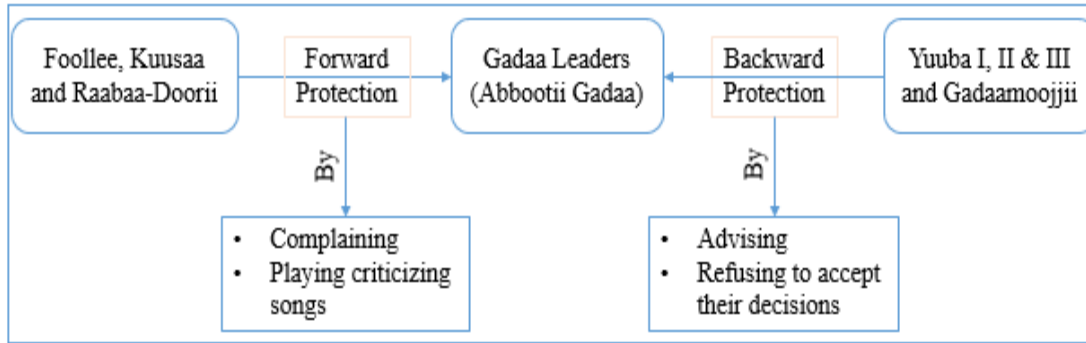 Foollee, Kuusaa
and Raabaa-Doorii
Forward
Protection
Gadaa Leaders
(Abbootii Gadaa)
Backward
Protection
Yuuba I, II & III
and Gadaamoojjii
By
By
• Complaining
• Playing criticizing
songs
• Advising
• Refusing to accept
their decisions